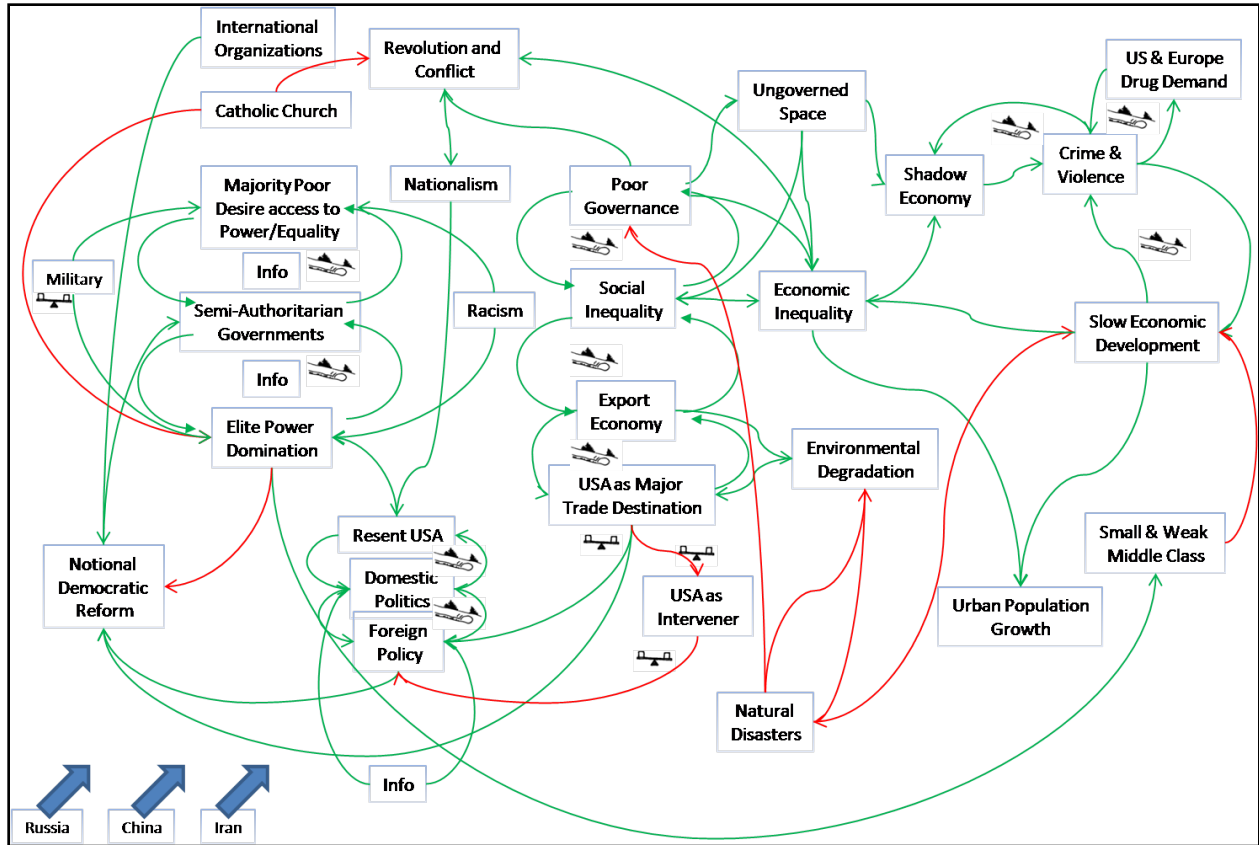 International
Organizations
Revolution and
Conflict
US & Europe
Drug Demand
Ungoverned
Space
Catholic Church
Crime &
Violence
Majority Poor
Desire access to
Power/Equality
Nationalism
Poor
Governance
Shadow
Economy
Military
Info
Semi-Authoritarian
Governments
Racism
Social
Inequality
Economic
Inequality
Slow Economic
Development
Info
Elite Power
Domination
Export
Economy
Environmental
Degradation
USA as Major
Trade Destination
Resent USA
Small & Weak
Middle Class
Notional
Democratic
Reform
Domestic
Politics
USA as
Intervener
Urban Population
Growth
Foreign
Policy
Natural
Disasters
Info
Russia
China
Iran